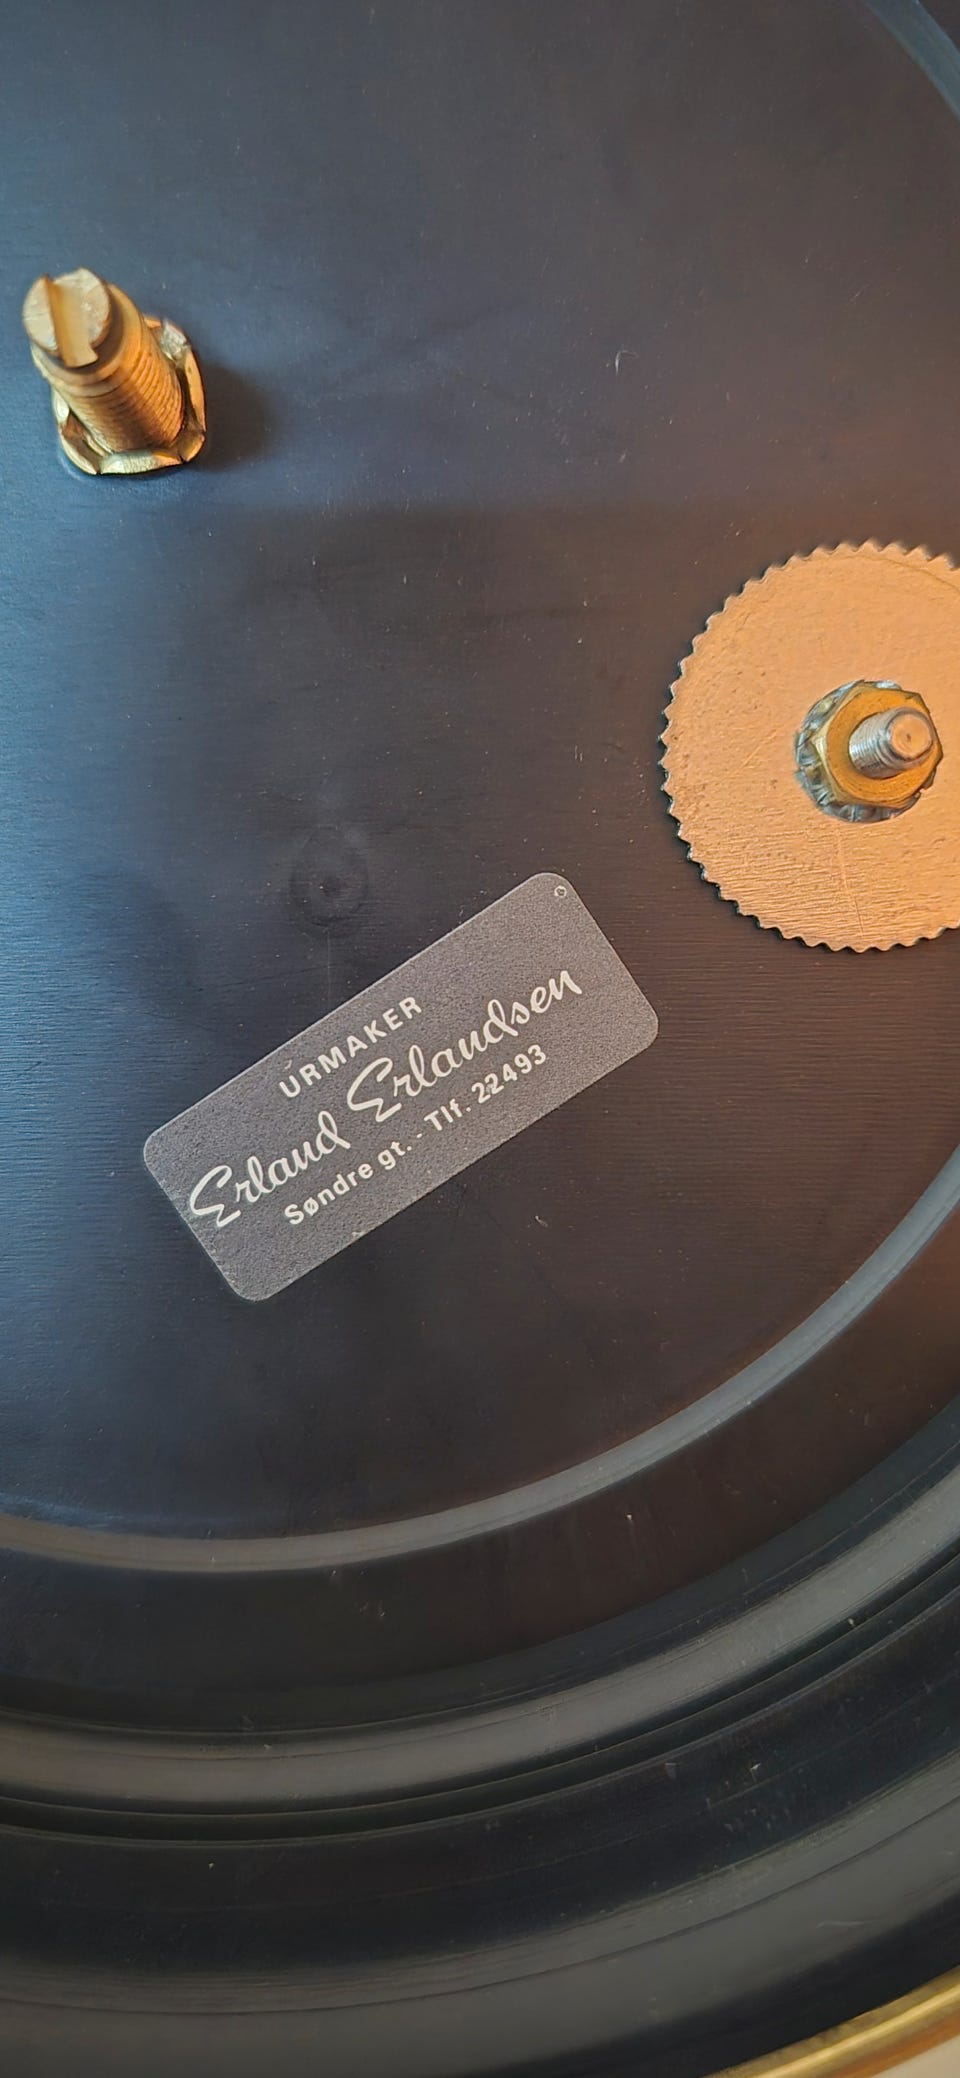 URMAKER
Erland Erlandsen
Søndre gt. - Tlf. 22493